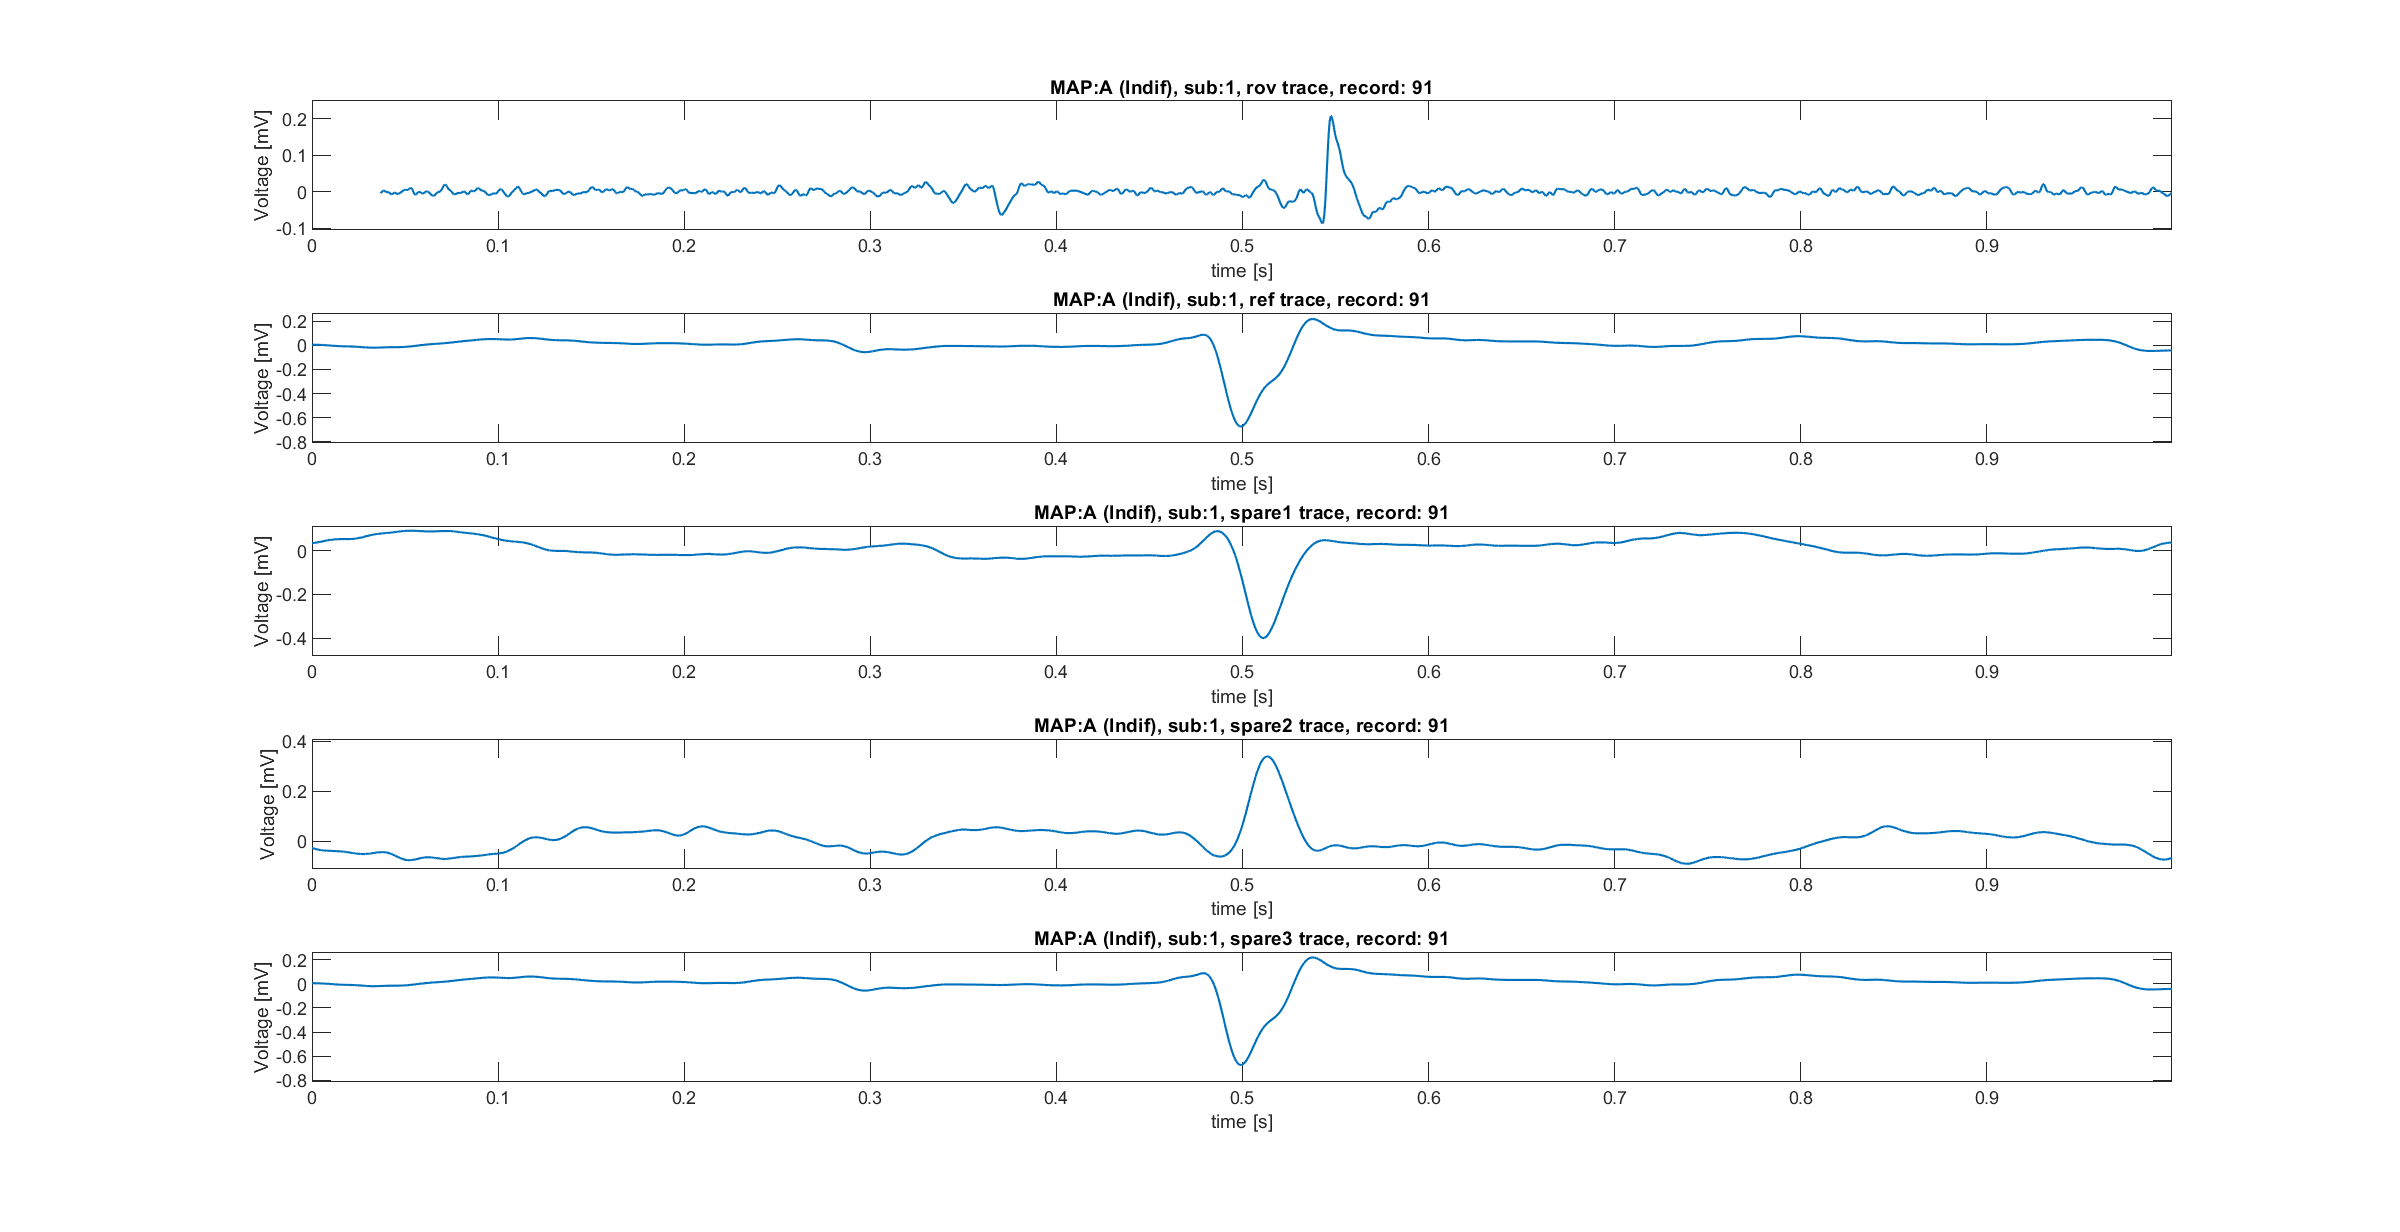 MAP:A (Indif), sub:1, rov trace, record: 91
Voltage [mV]
0.2
0.1
0
-0.1
0 0.1 0.2 0.3 0.4 0.5 0.6 0.7 0.8 0.9
time [s]
MAP:A (Indif), sub:1, ref trace, record: 91
Voltage [mV]
0.2
0
-0.2
-0.4
-0.6
-0.8
0 0.1 0.2 0.3 0.4 0.5 0.6 0.7 0.8 0.9
time [s]
MAP:A (Indif), sub:1, spare1 trace, record: 91
Voltage [mV]
0
-0.2
-0.4
0 0.1 0.2 0.3 0.4 0.5 0.6 0.7 0.8 0.9
time [s]
MAP:A (Indif), sub:1, spare2 trace, record: 91
Voltage [mV]
0.4
0.2
0
0 0.1 0.2 0.3 0.4 0.5 0.6 0.7 0.8 0.9
time [s]
MAP:A (Indif), sub:1, spare3 trace, record: 91
Voltage [mV]
0.2
0
-0.2
-0.4
-0.6
-0.8
0 0.1 0.2 0.3 0.4 0.5 0.6 0.7 0.8 0.9
time [s]